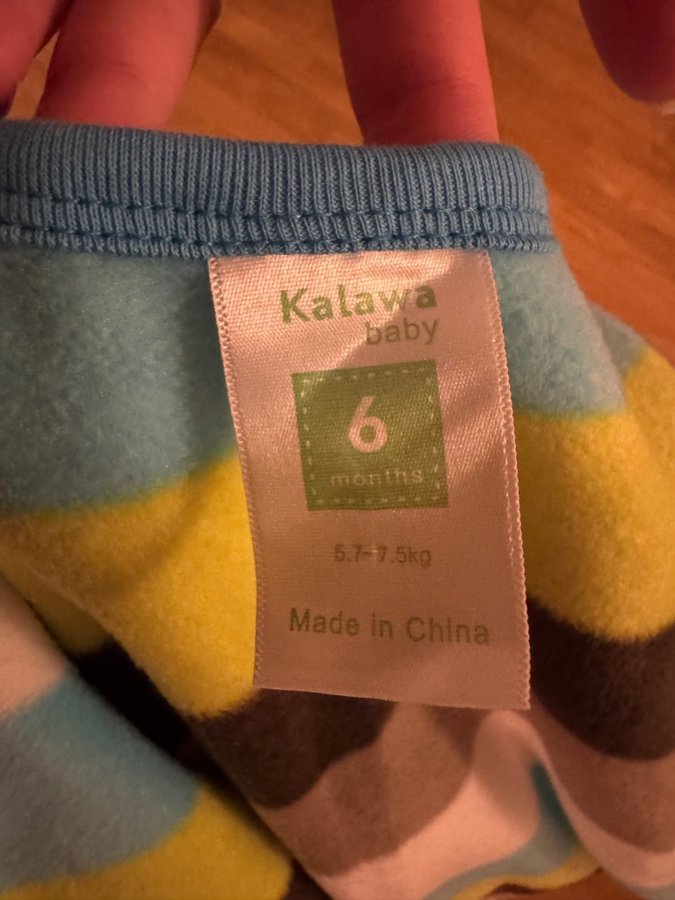 Kalawa
baby
6
months
5.7-7.5kg
Made in China